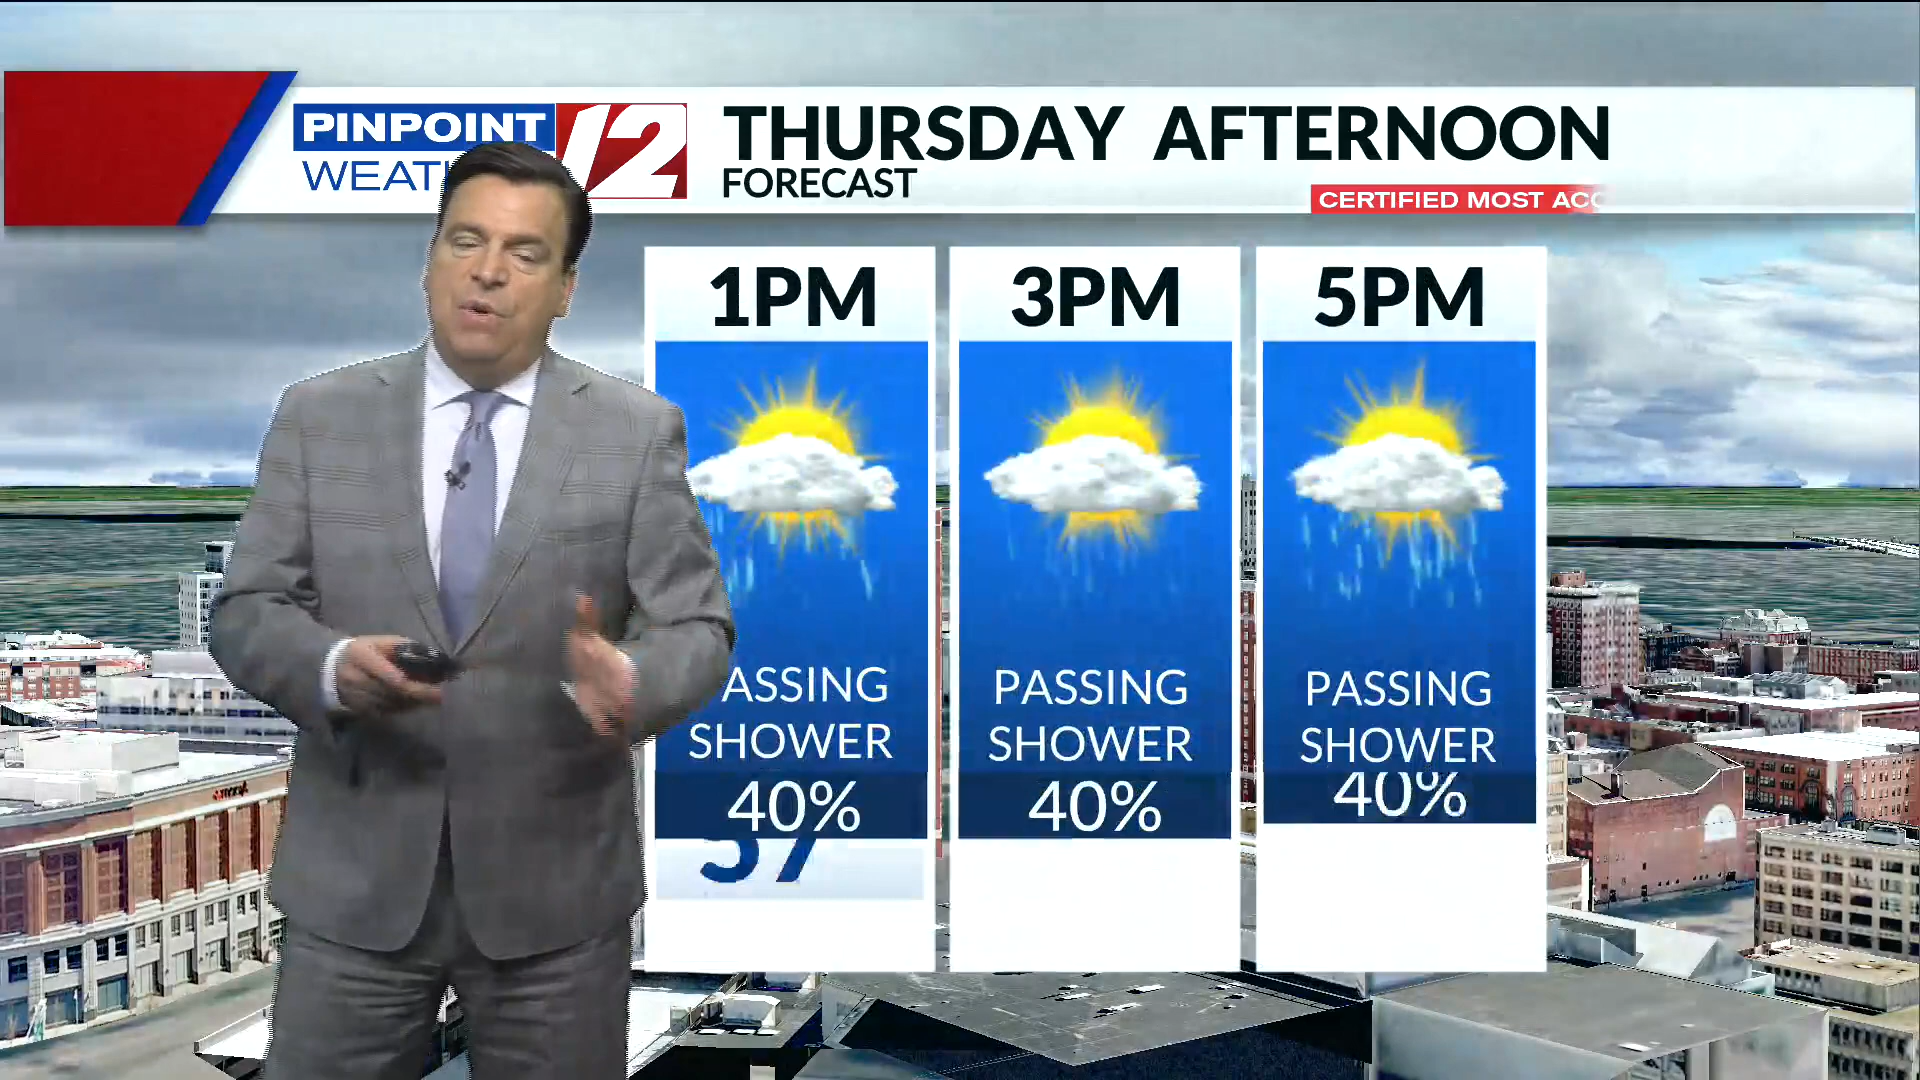 PINPOINT
WEAT
12
THURSDAY AFTERNOON
FORECAST
CERTIFIED MOST ACC
1PM
ASSING
SHOWER
40%
3PM
PASSING
SHOWER
40%
5PM
PASSING
SHOWER
40%